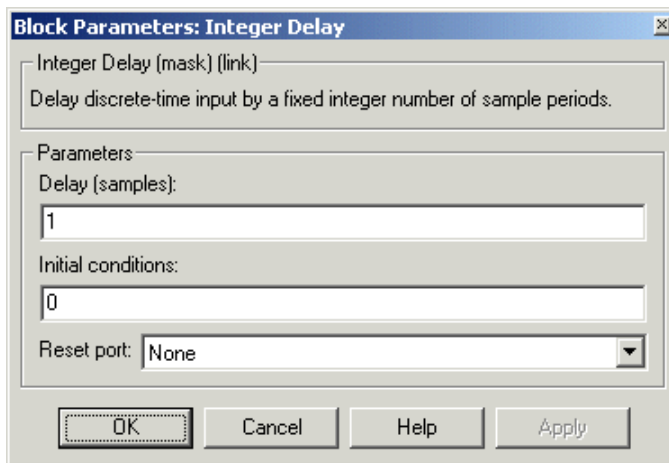 Block Parameters: Integer Delay
Integer Delay (mask) (link)
Delay discrete-time input by a fixed integer number of sample periods.
Parameters
Delay (samples):
1
Initial conditions:
0
Reset port: None
OK Cancel Help Apply